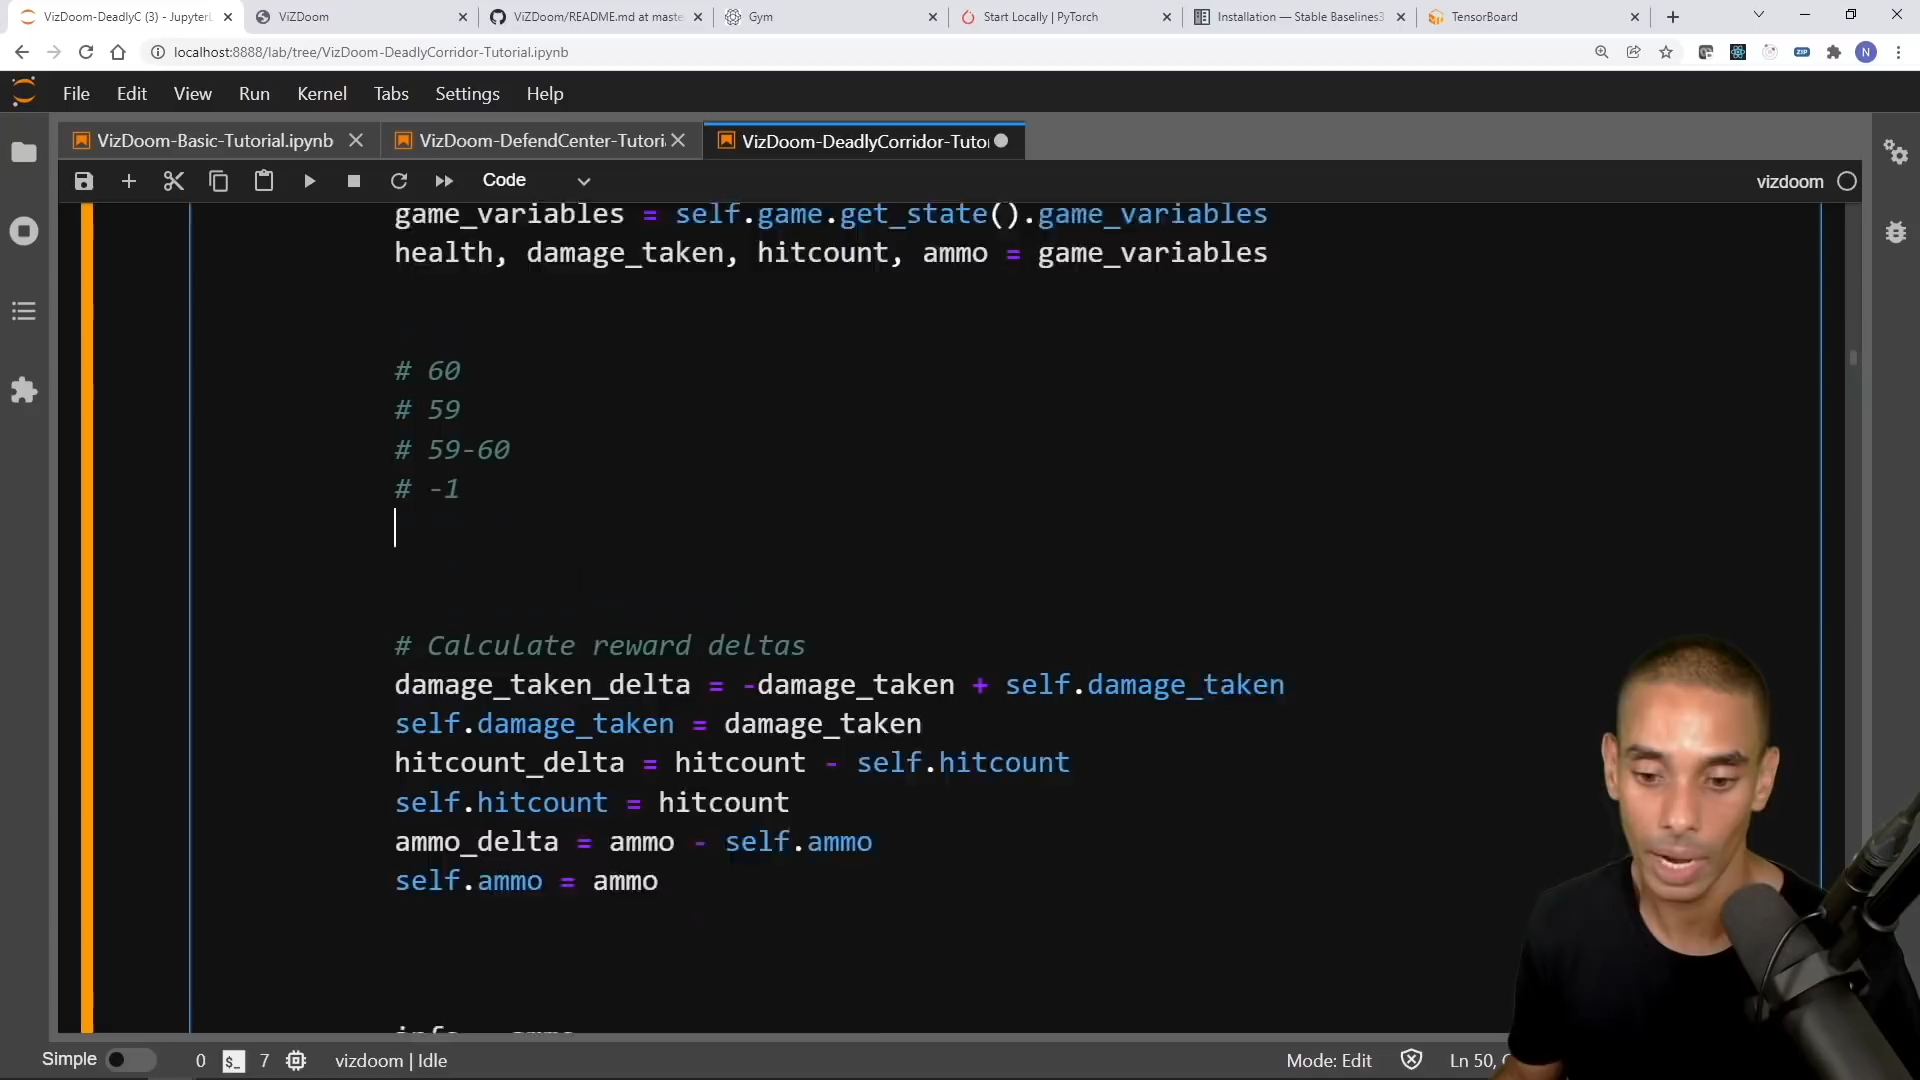 VizDoom-DeadlyC (3) - JupyterL
ViZDoom
ViZDoom/README.md at maste
Gym
Start Locally | PyTorch
Installation — Stable Baselines3
TensorBoard
localhost:8888/lab/tree/VizDoom-DeadlyCorridor-Tutorial.ipynb
ZIP
N
File Edit View Run Kernel Tabs Settings Help
VizDoom-Basic-Tutorial.ipynb
VizDoom-DefendCenter-Tutori
VizDoom-DeadlyCorridor-Tuto
Code
vizdoom
game_variables = self.game.get_state().game_variables
health, damage_taken, hitcount, ammo = game_variables
# 60
# 59
# 59-60
# -1
# Calculate reward deltas
damage_taken_delta = -damage_taken + self.damage_taken
self.damage_taken = damage_taken
hitcount_delta = hitcount - self.hitcount
self.hitcount = hitcount
ammo_delta = ammo - self.ammo
self.ammo = ammo
Simple 0 $_ 7 vizdoom | Idle Mode: Edit Ln 50,